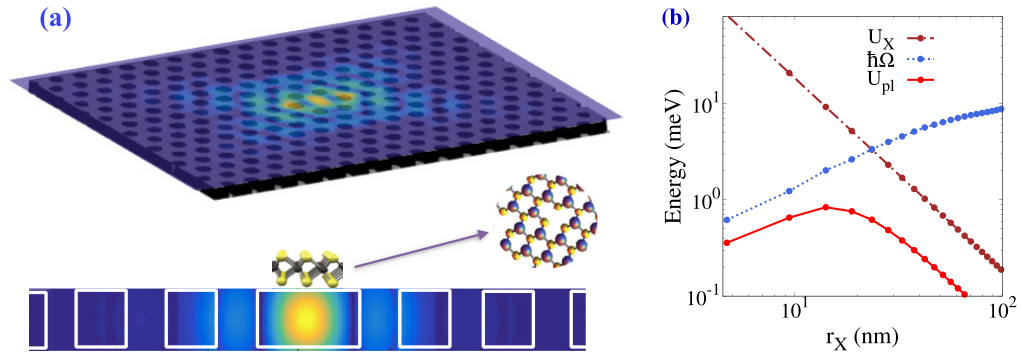 (a)
(b)
U_X
ħΩ
U_pl
Energy (meV)
10^1
10^0
10^-1
10^1
10^2
r_X (nm)